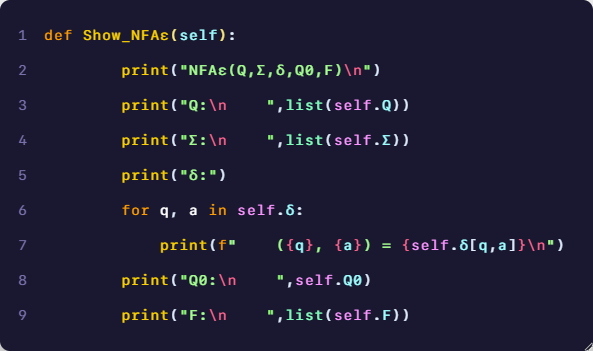 1 def Show_NFAε(self):
2         print("NFAε(Q,Σ,δ,Q0,F)\n")
3         print("Q:\n    ",list(self.Q))
4         print("Σ:\n    ",list(self.Σ))
5         print("δ:")
6         for q, a in self.δ:
7             print(f"    ({q}, {a}) = {self.δ[q,a]}\n")
8         print("Q0:\n    ",self.Q0)
9         print("F:\n    ",list(self.F))